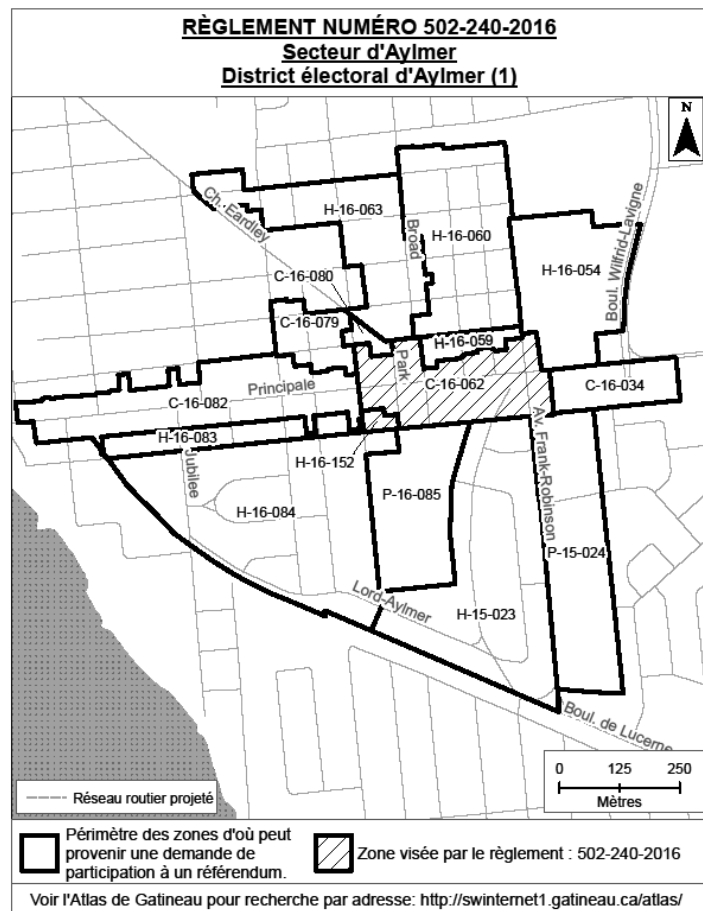 RÈGLEMENT NUMÉRO 502-240-2016
Secteur d'Aylmer
District électoral d'Aylmer (1)
N
Ch. Eardley
H-16-063
Broad
H-16-060
H-16-054
Boul. Wilfrid-Lavigne
C-16-080
C-16-079
H-16-059
Park
Principale
C-16-062
C-16-034
C-16-082
H-16-083
Jubilee
H-16-152
Av. Frank-Robinson
P-16-085
H-16-084
P-15-024
Lord-Aylmer
H-15-023
Boul. de Lucerne
0 125 250
Mètres
Réseau routier projeté
Périmètre des zones d'où peut
provenir une demande de
participation à un référendum.
Zone visée par le règlement : 502-240-2016
Voir l'Atlas de Gatineau pour recherche par adresse: http://swinternet1.gatineau.ca/atlas/